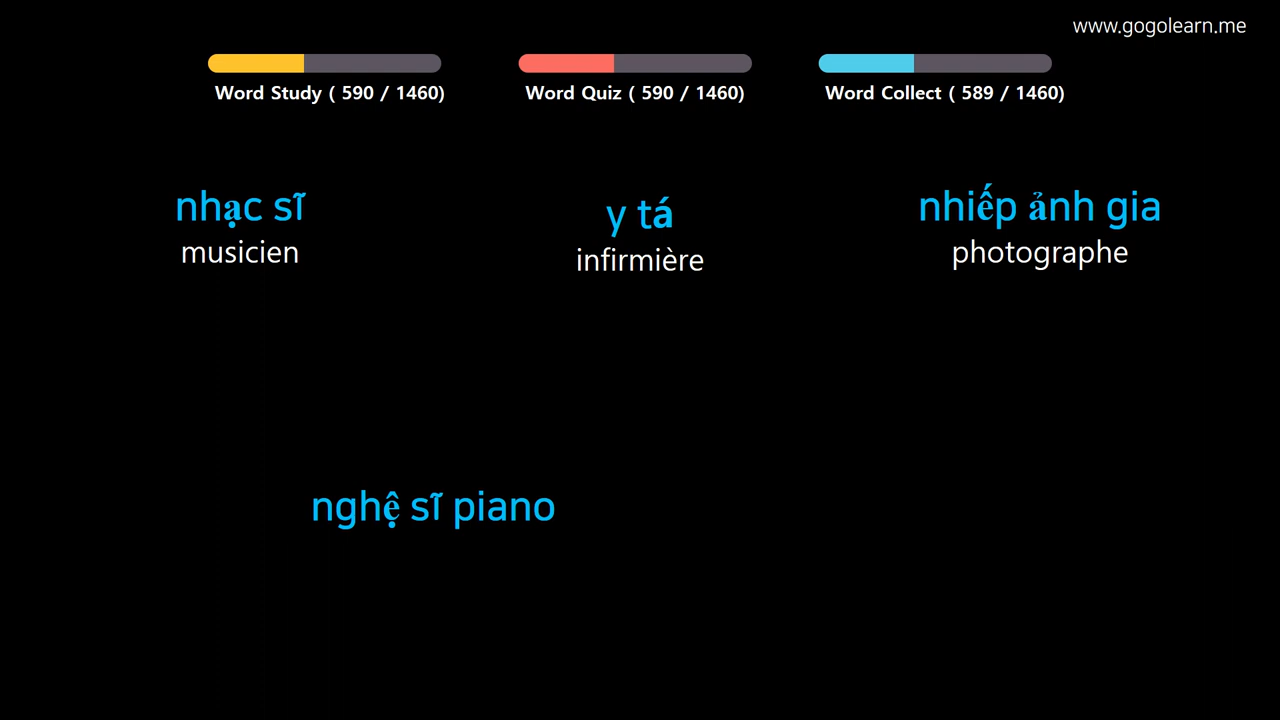 www.gogolearn.me
Word Study ( 590 / 1460)
Word Quiz ( 590 / 1460)
Word Collect ( 589 / 1460)
nhạc sĩ
musicien
y tá
infirmière
nhiếp ảnh gia
photographe
nghệ sĩ piano